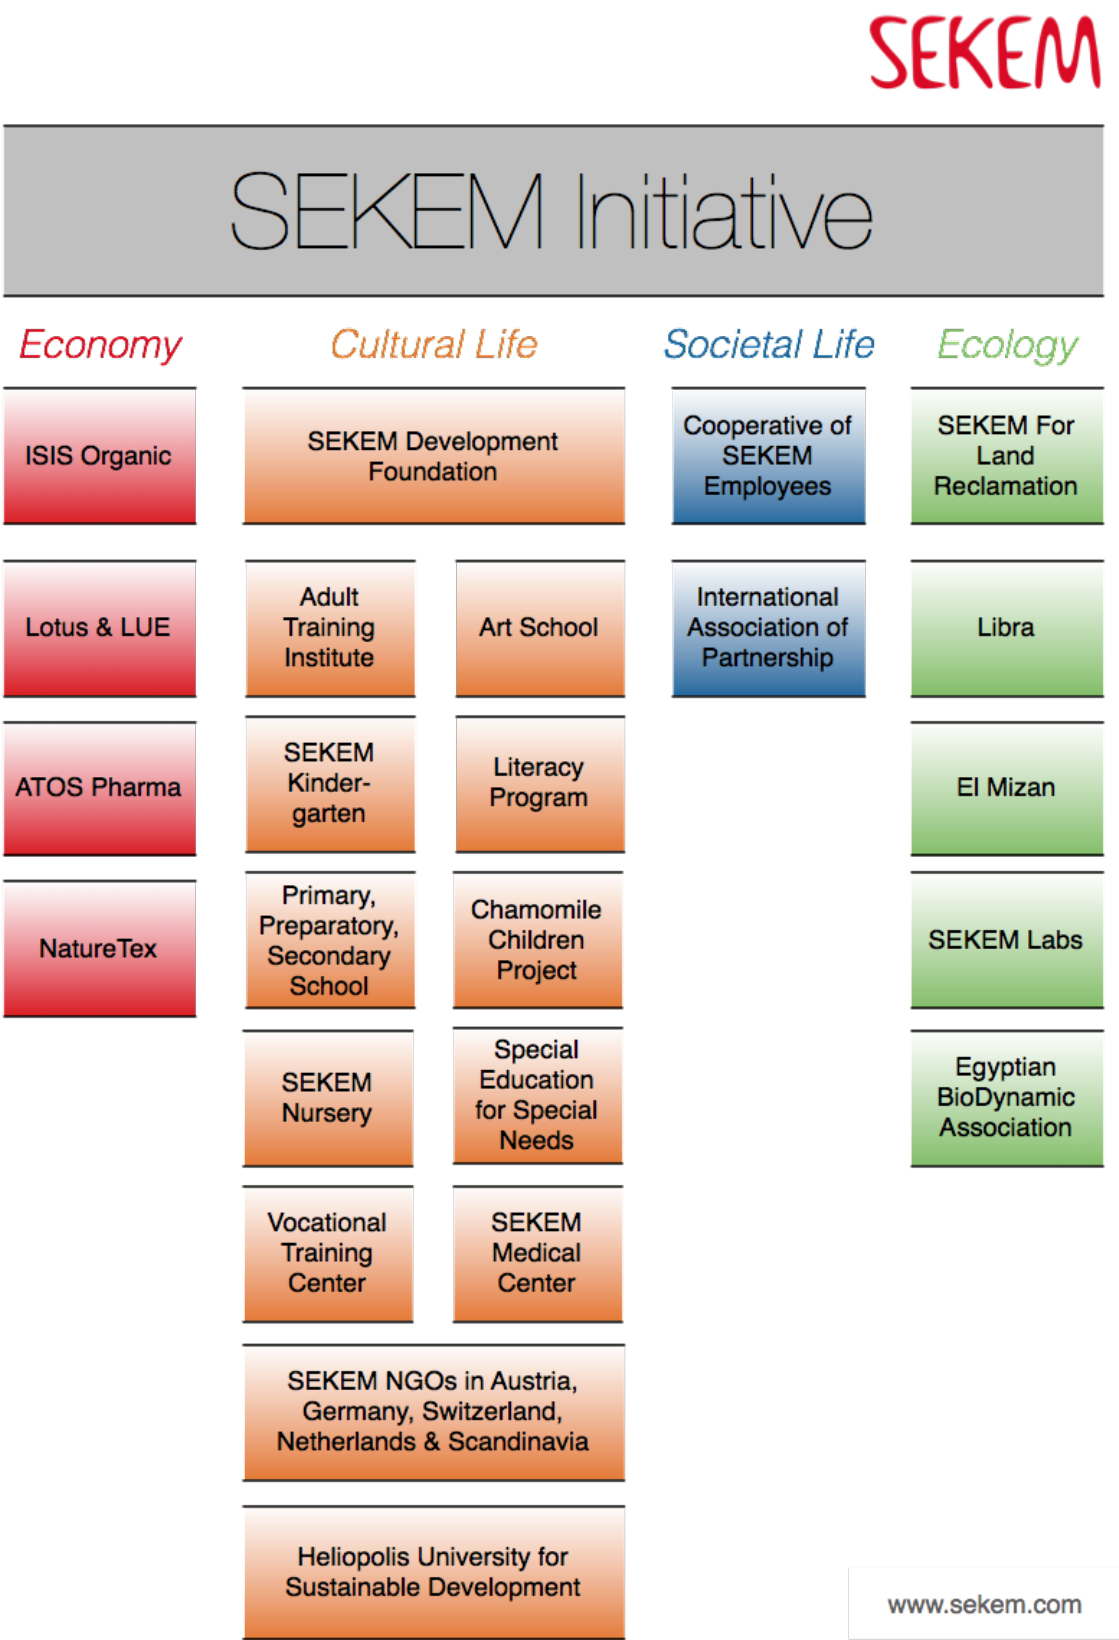 SEKEM
SEKEM Initiative
Economy
Cultural Life
Societal Life
Ecology
ISIS Organic
SEKEM Development
Foundation
Cooperative of
SEKEM
Employees
SEKEM For
Land
Reclamation
Lotus & LUE
Adult
Training
Institute
Art School
International
Association of
Partnership
Libra
ATOS Pharma
SEKEM
Kinder-
garten
Literacy
Program
El Mizan
NatureTex
Primary,
Preparatory,
Secondary
School
Chamomile
Children
Project
SEKEM Labs
SEKEM
Nursery
Special
Education
for Special
Needs
Egyptian
BioDynamic
Association
Vocational
Training
Center
SEKEM
Medical
Center
SEKEM NGOs in Austria,
Germany, Switzerland,
Netherlands & Scandinavia
Heliopolis University for
Sustainable Development
www.sekem.com